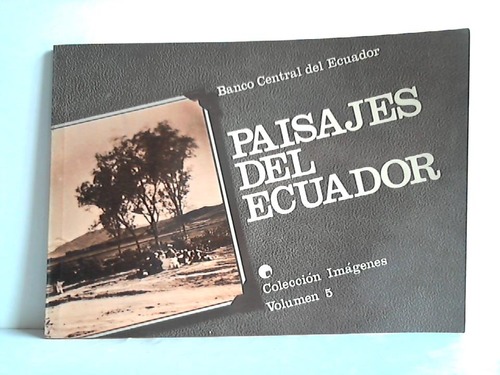 Banco Central del Ecuador
PAISAJES
DEL
ECUADOR
Colección Imágenes
Volumen 5